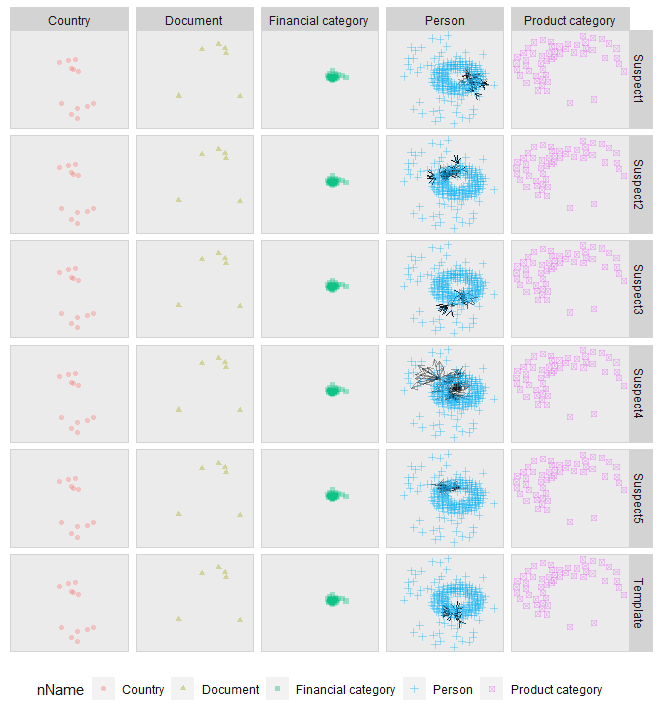 Country Document Financial category Person Product category
Suspect1
Suspect2
Suspect3
Suspect4
Suspect5
Template
nName Country Document Financial category Person Product category